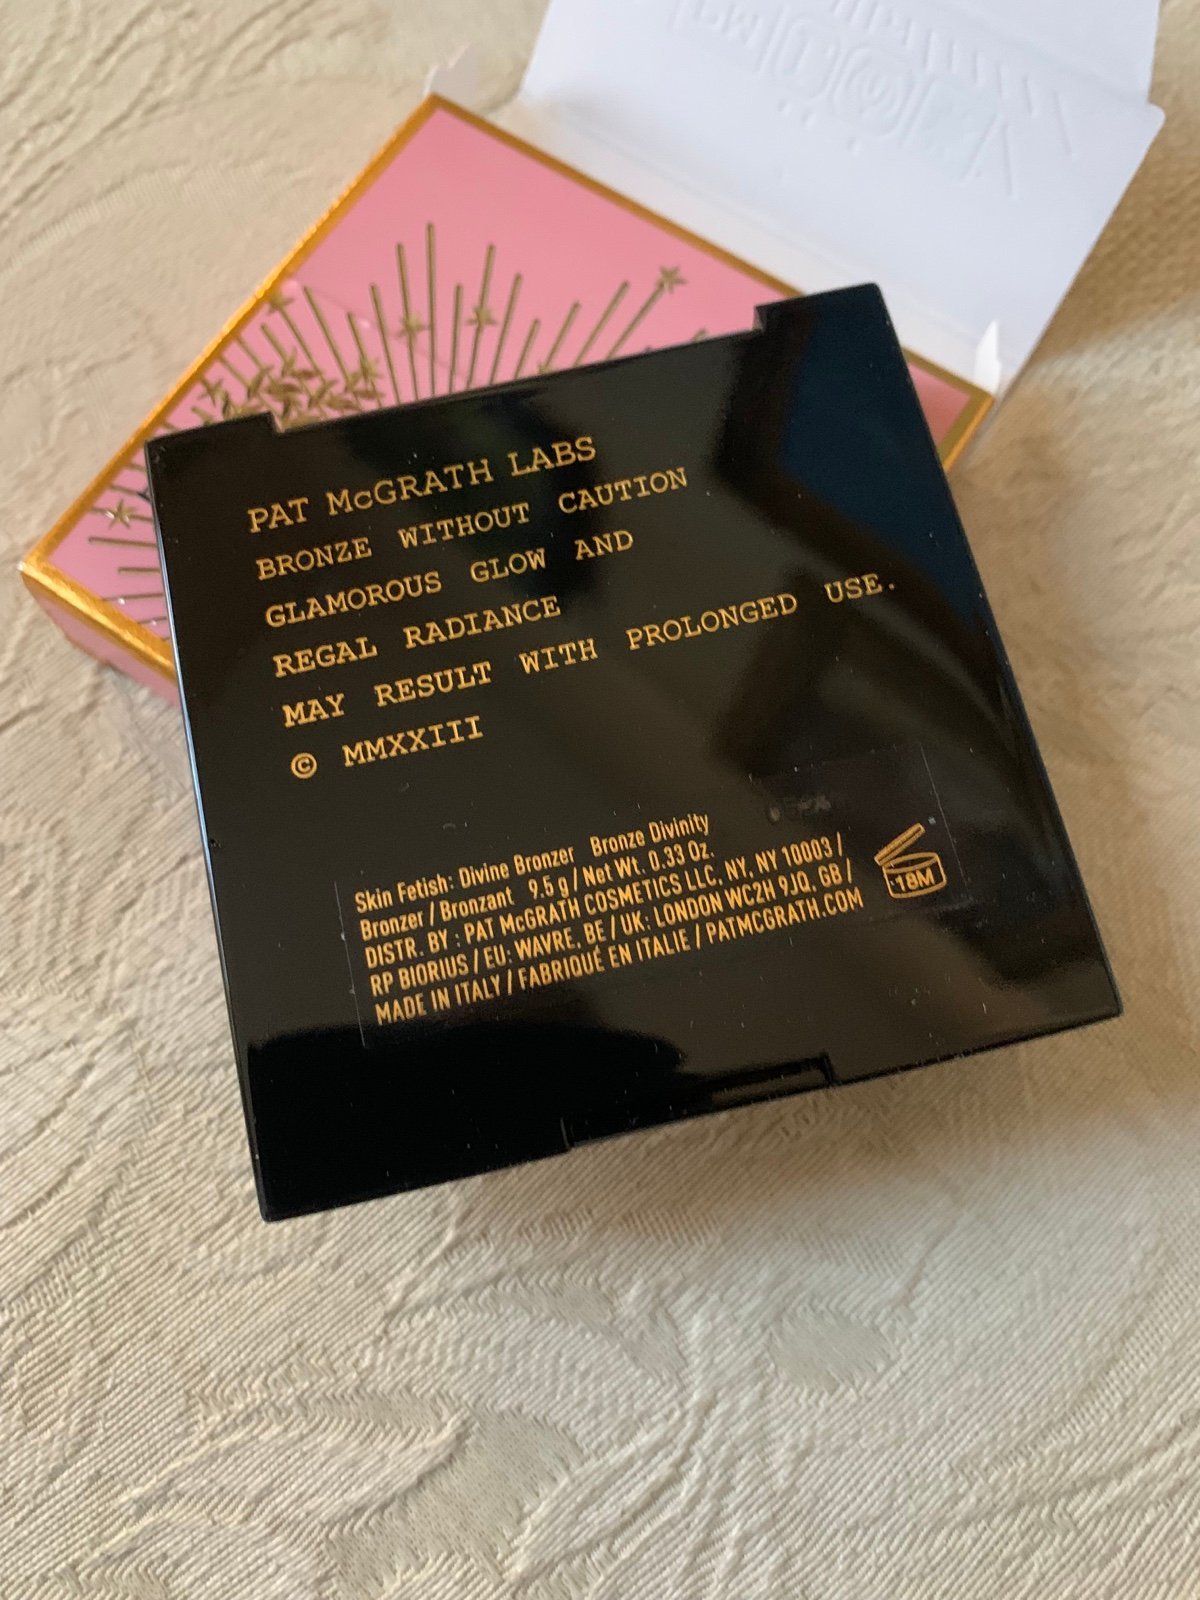 PAT McGRATH LABS
BRONZE WITHOUT CAUTION
GLAMOROUS GLOW AND
REGAL RADIANCE
MAY RESULT WITH PROLONGED USE.
© MMXXIII
Skin Fetish: Divine Bronzer Bronze Divinity
Bronzer / Bronzant 9.5 g / Net Wt. 0.33 Oz.
DISTR. BY : PAT McGRATH COSMETICS LLC, NY, NY 10003 /
RP BIORIUS / EU: WAVRE, BE / UK: LONDON WC2H 9JQ, GB /
MADE IN ITALY / FABRIQUÉ EN ITALIE / PATMCGRATH.COM
18M